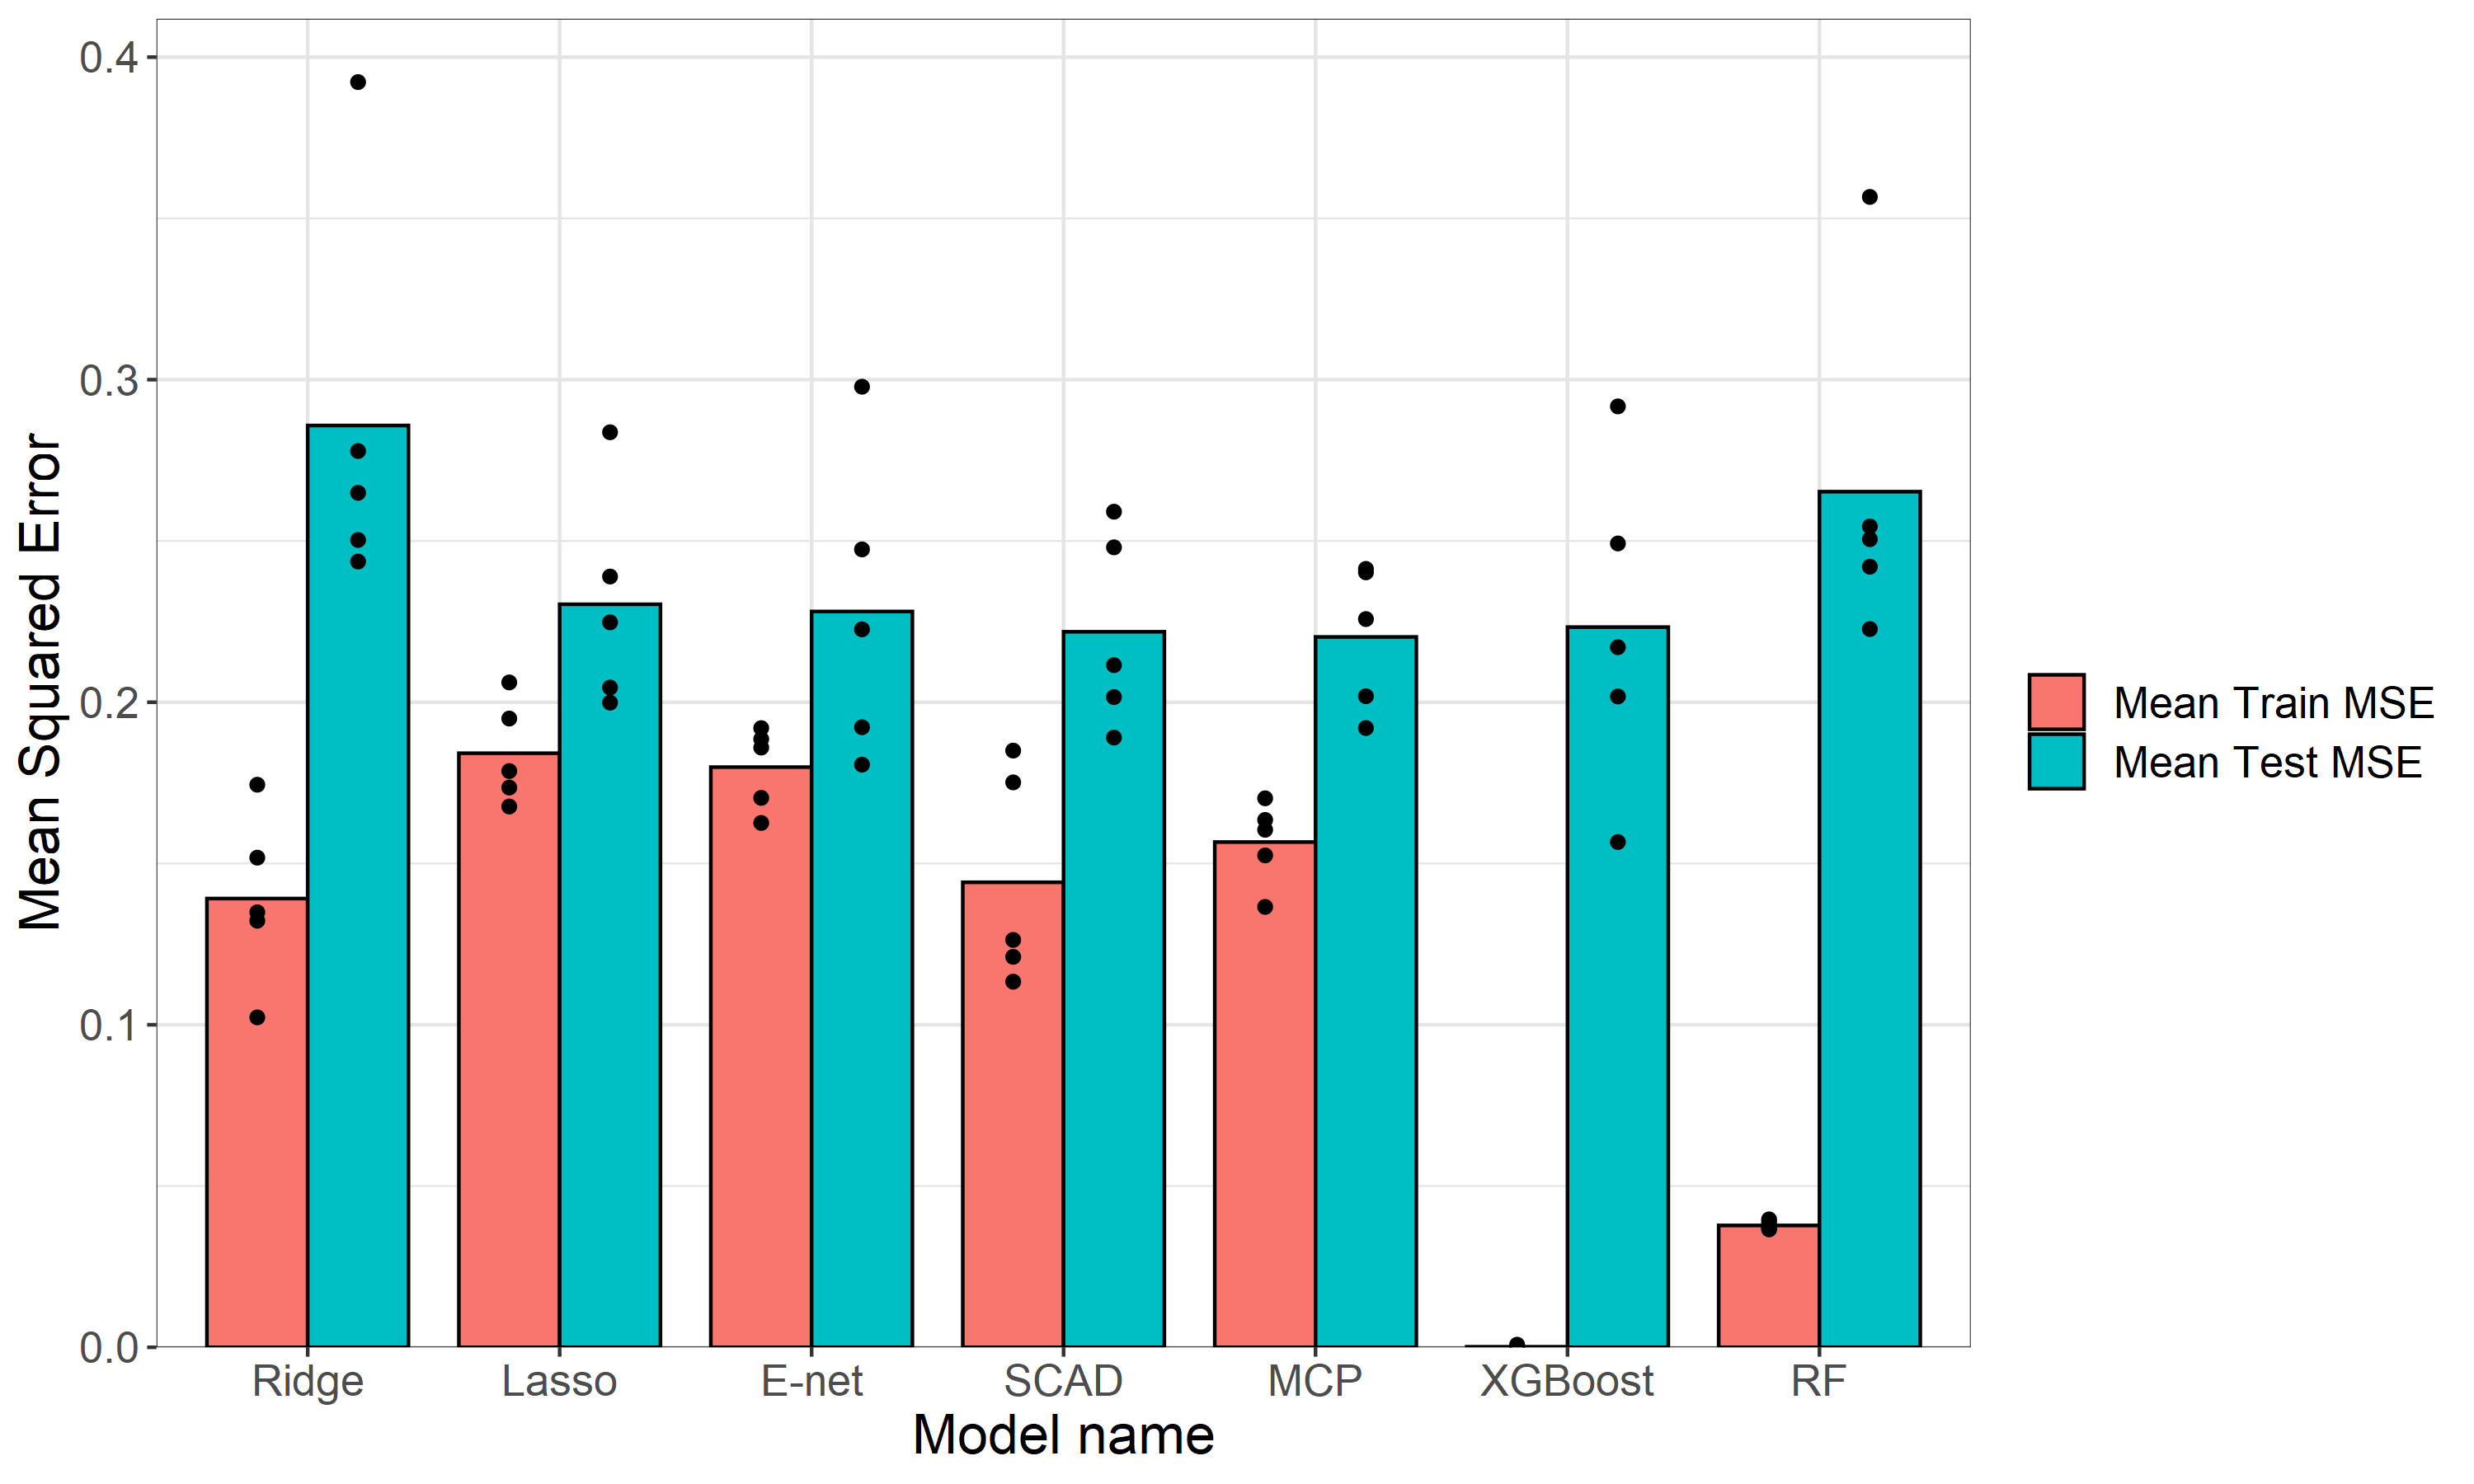 Mean Squared Error
0.4
0.3
0.2
0.1
0.0
Ridge Lasso E-net SCAD MCP XGBoost RF
Model name
Mean Train MSE
Mean Test MSE